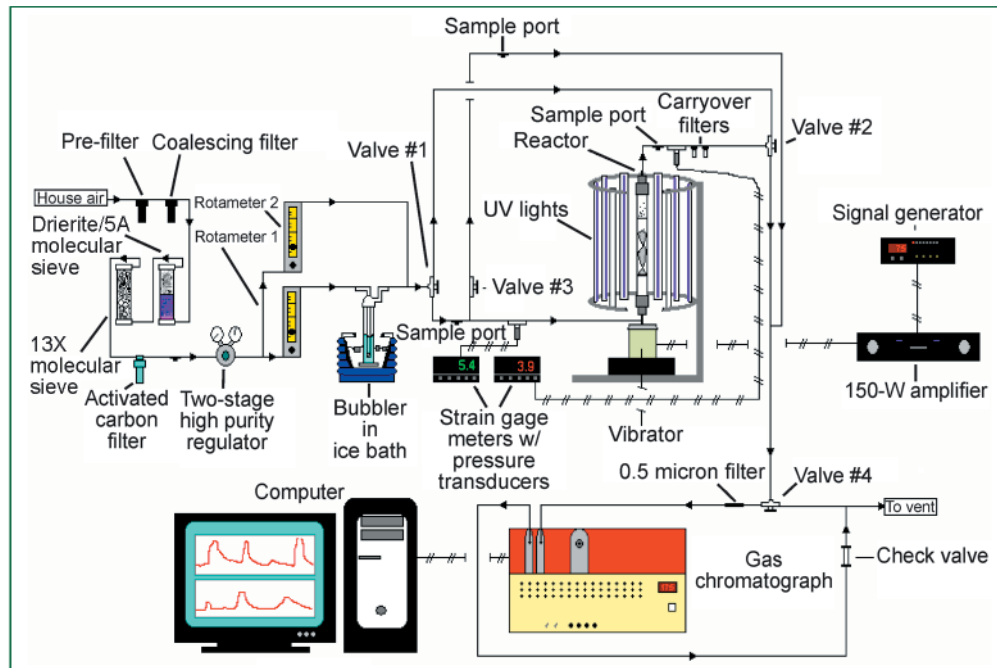 Sample port
Sample port
Carryover
filters
Reactor
Valve #2
Pre-filter
Coalescing filter
Valve #1
House air
Rotameter 2
UV lights
Signal generator
Drierite/5A
molecular
sieve
Rotameter 1
75
Valve #3
Sample port
13X
molecular
sieve
5.4
3.9
150-W amplifier
Activated
carbon
filter
Two-stage
high purity
regulator
Bubbler
in
ice bath
Strain gage
meters w/
pressure
transducers
Vibrator
0.5 micron filter
Valve #4
Computer
To vent
Gas
chromatograph
Check valve